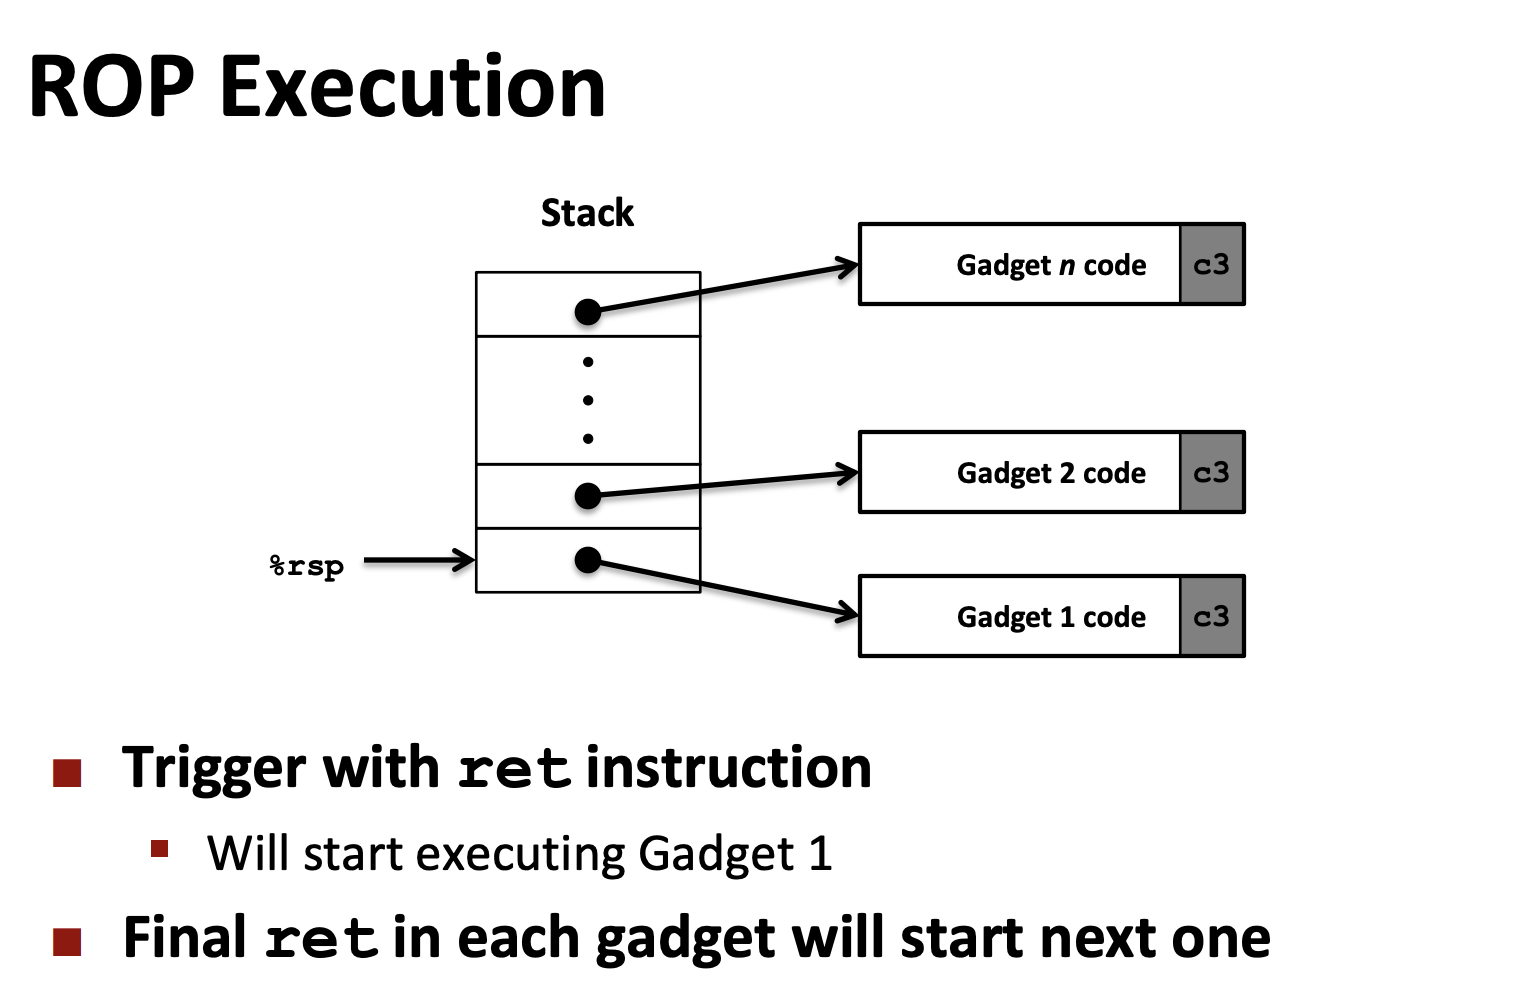 ROP Execution
Stack
Gadget n code c3
Gadget 2 code c3
%rsp
Gadget 1 code c3
Trigger with ret instruction
Will start executing Gadget 1
Final ret in each gadget will start next one